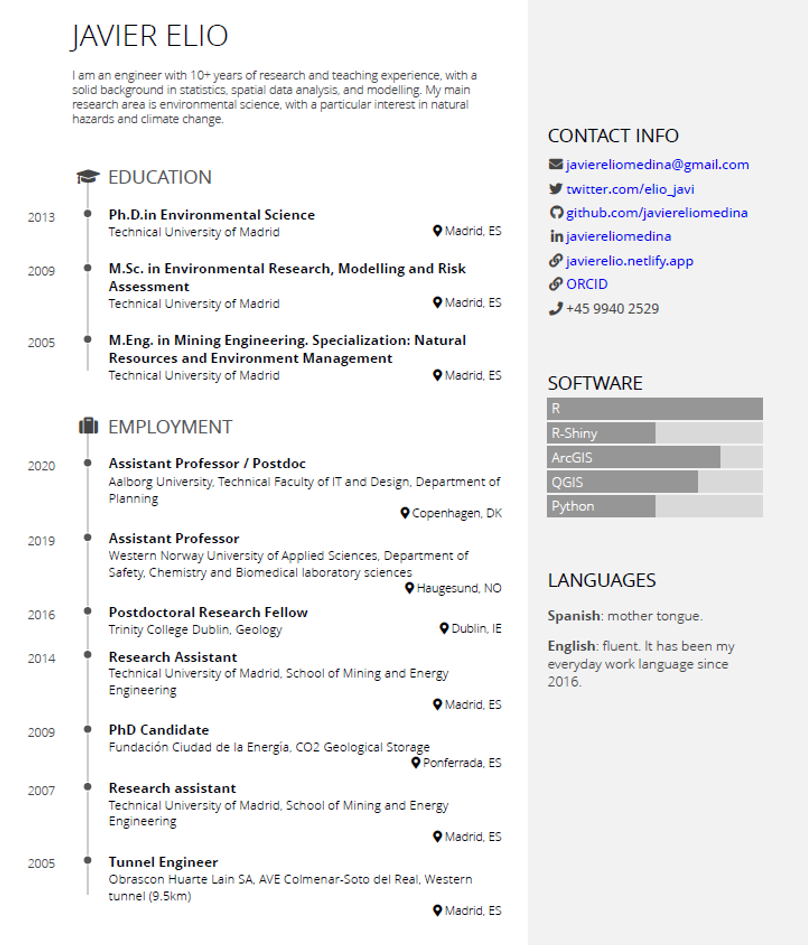 JAVIER ELIO
I am an engineer with 10+ years of research and teaching experience, with a
solid background in statistics, spatial data analysis, and modelling. My main
research area is environmental science, with a particular interest in natural
hazards and climate change.
EDUCATION
2013
Ph.D.in Environmental Science
Technical University of Madrid
Madrid, ES
2009
M.Sc. in Environmental Research, Modelling and Risk
Assessment
Technical University of Madrid
Madrid, ES
2005
M.Eng. in Mining Engineering. Specialization: Natural
Resources and Environment Management
Technical University of Madrid
Madrid, ES
EMPLOYMENT
2020
Assistant Professor / Postdoc
Aalborg University, Technical Faculty of IT and Design, Department of
Planning
Copenhagen, DK
2019
Assistant Professor
Western Norway University of Applied Sciences, Department of
Safety, Chemistry and Biomedical laboratory sciences
Haugesund, NO
2016
Postdoctoral Research Fellow
Trinity College Dublin, Geology
Dublin, IE
2014
Research Assistant
Technical University of Madrid, School of Mining and Energy
Engineering
Madrid, ES
2009
PhD Candidate
Fundación Ciudad de la Energía, CO2 Geological Storage
Ponferrada, ES
2007
Research assistant
Technical University of Madrid, School of Mining and Energy
Engineering
Madrid, ES
2005
Tunnel Engineer
Obrascon Huarte Lain SA, AVE Colmenar-Soto del Real, Western
tunnel (9.5km)
Madrid, ES
CONTACT INFO
javiereliomedina@gmail.com
twitter.com/elio_javi
github.com/javiereliomedina
javiereliomedina
javierelio.netlify.app
ORCID
+45 9940 2529
SOFTWARE
R
R-Shiny
ArcGIS
QGIS
Python
LANGUAGES
Spanish: mother tongue.
English: fluent. It has been my
everyday work language since
2016.